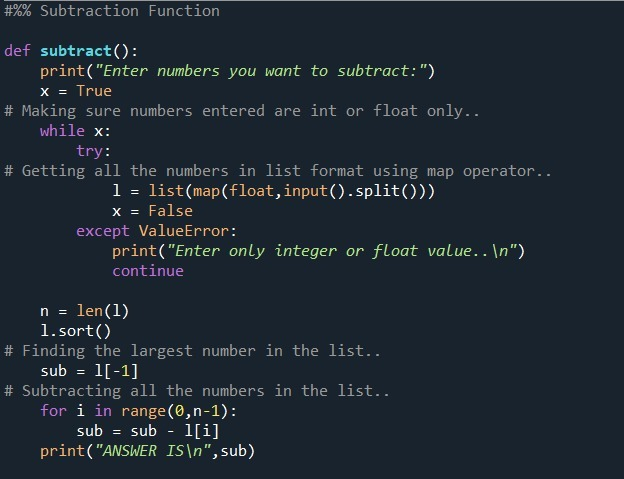 #%% Subtraction Function
def subtract():
    print("Enter numbers you want to subtract:")
    x = True
# Making sure numbers entered are int or float only..
    while x:
        try:
# Getting all the numbers in list format using map operator..
            l = list(map(float,input().split()))
            x = False
        except ValueError:
            print("Enter only integer or float value..\n")
            continue
    n = len(l)
    l.sort()
# Finding the largest number in the list..
    sub = l[-1]
# Subtracting all the numbers in the list..
    for i in range(0,n-1):
        sub = sub - l[i]
    print("ANSWER IS\n",sub)